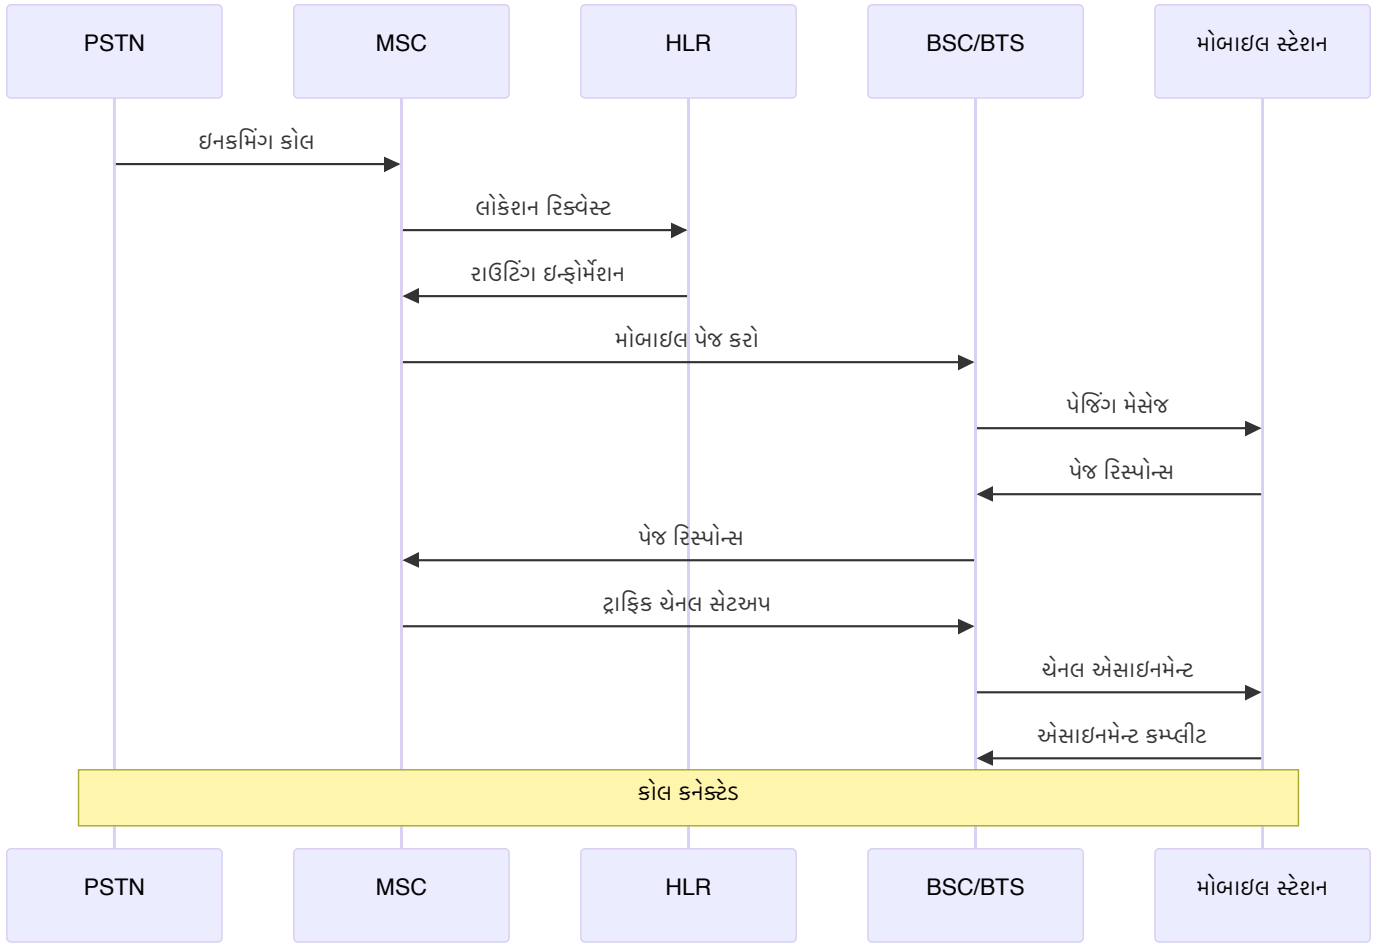 PSTN
MSC
HLR
BSC/BTS
મોબાઇલ સ્ટેશન
ઇનકમિંગ કોલ
લોકેશન રિક્વેસ્ટ
રાઉટિંગ ઇન્ફોર્મેશન
મોબાઇલ પેજ કરો
પેજિંગ મેસેજ
પેજ રિસ્પોન્સ
પેજ રિસ્પોન્સ
ટ્રાફિક ચેનલ સેટઅપ
ચેનલ એસાઇનમેન્ટ
એસાઇનમેન્ટ કમ્પ્લીટ
કોલ કનેક્ટેડ
PSTN
MSC
HLR
BSC/BTS
મોબાઇલ સ્ટેશન